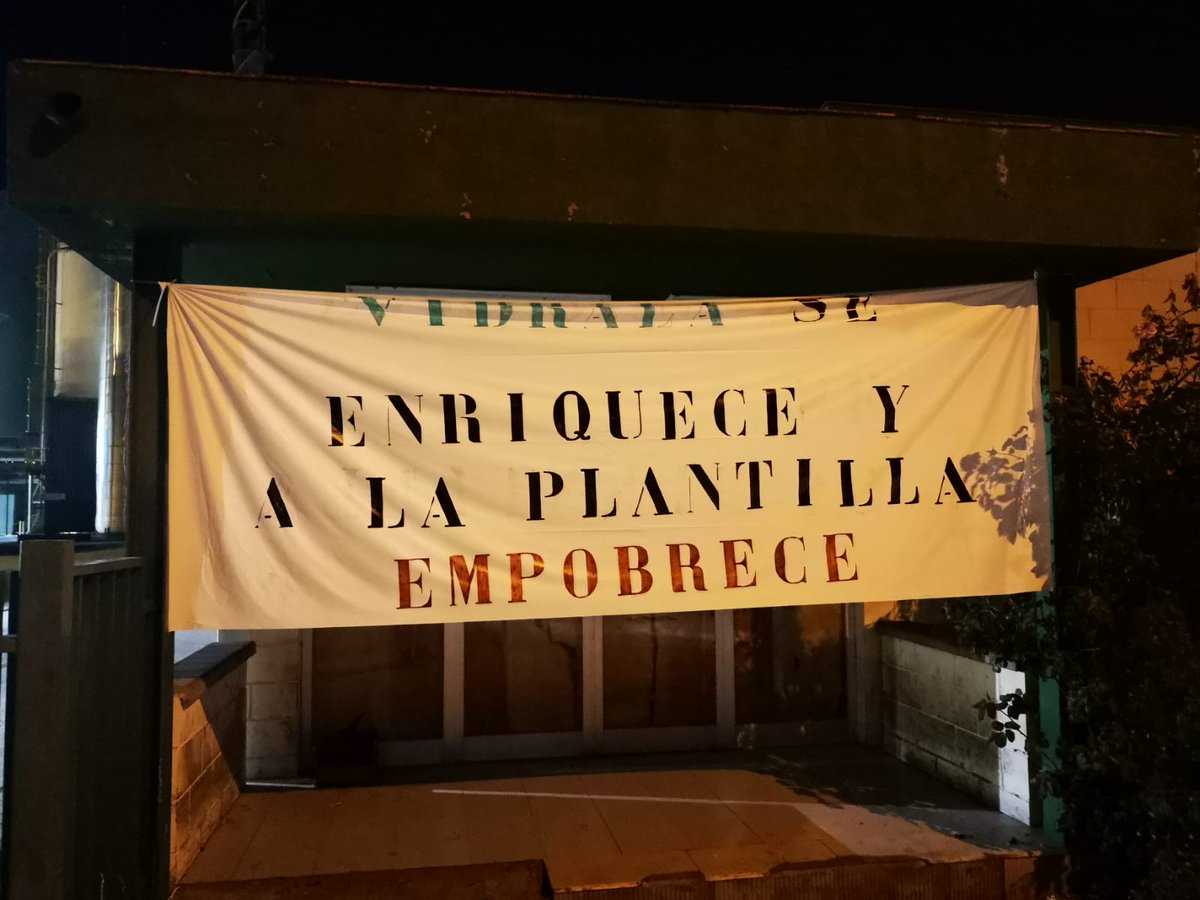 VIDRALA SE
ENRIQUECE Y
A LA PLANTILLA
EMPOBRECE